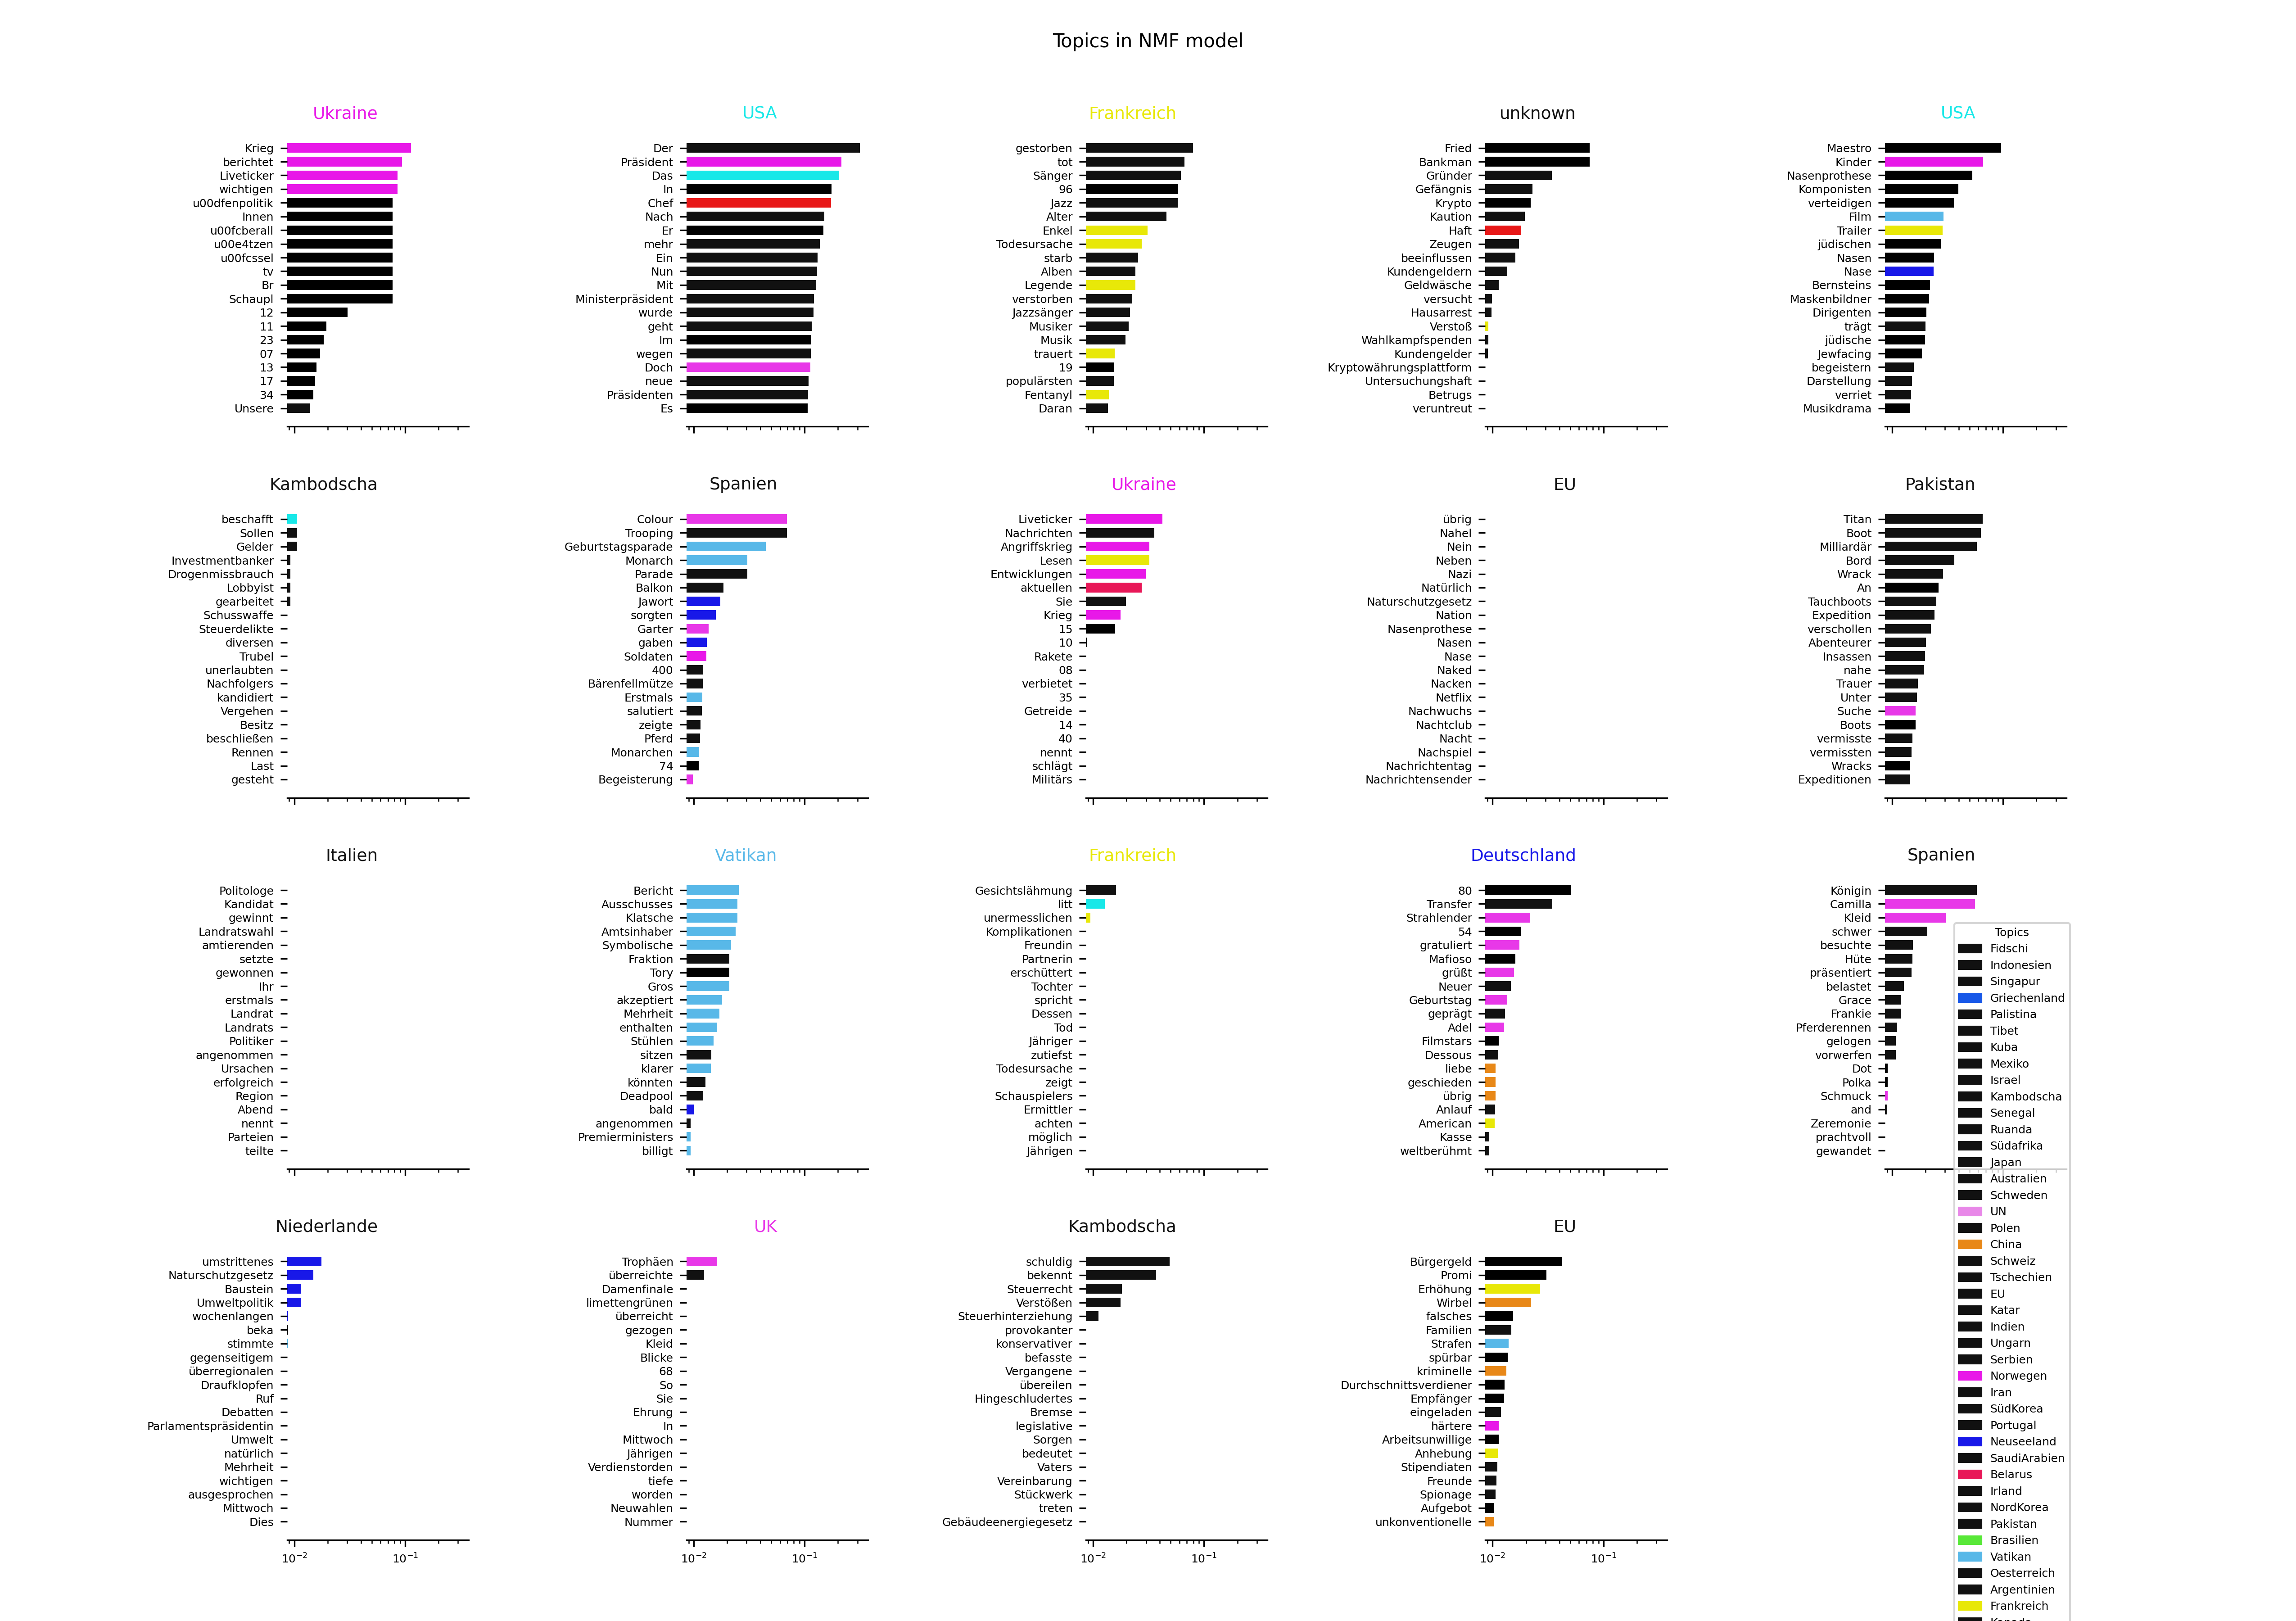 Topics in NMF model
Ukraine
Krieg
berichtet
Liveticker
wichtigen
u00dfenpolitik
Innen
u00fcberall
u00e4tzen
u00fcssel
tv
Br
Schaupl
12
11
23
07
13
17
34
Unsere
USA
Der
Präsident
Das
In
Chef
Nach
Er
mehr
Ein
Nun
Mit
Ministerpräsident
wurde
geht
Im
wegen
Doch
neue
Präsidenten
Es
Frankreich
gestorben
tot
Sänger
96
Jazz
Alter
Enkel
Todesursache
starb
Alben
Legende
verstorben
Jazzsänger
Musiker
Musik
trauert
19
populärsten
Fentanyl
Daran
unknown
Fried
Bankman
Gründer
Gefängnis
Krypto
Kaution
Haft
Zeugen
beeinflussen
Kundengeldern
Geldwäsche
versucht
Hausarrest
Verstoß
Wahlkampfspenden
Kundengelder
Kryptowährungsplattform
Untersuchungshaft
Betrugs
veruntreut
USA
Maestro
Kinder
Nasenprothese
Komponisten
verteidigen
Film
Trailer
jüdischen
Nasen
Nase
Bernsteins
Maskenbildner
Dirigenten
trägt
jüdische
Jewfacing
begeistern
Darstellung
verriet
Musikdrama
Kambodscha
beschafft
Sollen
Gelder
Investmentbanker
Drogenmissbrauch
Lobbyist
gearbeitet
Schusswaffe
Steuerdelikte
diversen
Trubel
unerlaubten
Nachfolgers
kandidiert
Vergehen
Besitz
beschließen
Rennen
Last
gesteht
Spanien
Colour
Trooping
Geburtstagsparade
Monarch
Parade
Balkon
Jawort
sorgten
Garter
gaben
Soldaten
400
Bärenfellmütze
Erstmals
salutiert
zeigte
Pferd
Monarchen
74
Begeisterung
Ukraine
Liveticker
Nachrichten
Angriffskrieg
Lesen
Entwicklungen
aktuellen
Sie
Krieg
15
10
Rakete
08
verbietet
35
Getreide
14
40
nennt
schlägt
Militärs
EU
übrig
Nahel
Nein
Neben
Nazi
Natürlich
Naturschutzgesetz
Nation
Nasenprothese
Nasen
Nase
Naked
Nacken
Netflix
Nachwuchs
Nachtclub
Nacht
Nachspiel
Nachrichtentag
Nachrichtensender
Pakistan
Titan
Boot
Milliardär
Bord
Wrack
An
Tauchboots
Expedition
verschollen
Abenteurer
Insassen
nahe
Trauer
Unter
Suche
Boots
vermisste
vermissten
Wracks
Expeditionen
Italien
Politologe
Kandidat
gewinnt
Landratswahl
amtierenden
setzte
gewonnen
Ihr
erstmals
Landrat
Landrats
Politiker
angenommen
Ursachen
erfolgreich
Region
Abend
nennt
Parteien
teilte
Vatikan
Bericht
Ausschusses
Klatsche
Amtsinhaber
Symbolische
Fraktion
Tory
Gros
akzeptiert
Mehrheit
enthalten
Stühlen
sitzen
klarer
könnten
Deadpool
bald
angenommen
Premierministers
billigt
Frankreich
Gesichtslähmung
litt
unermesslichen
Komplikationen
Freundin
Partnerin
erschüttert
Tochter
spricht
Dessen
Tod
Jähriger
zutiefst
Todesursache
zeigt
Schauspielers
Ermittler
achten
möglich
Jährigen
Deutschland
80
Transfer
Strahlender
54
gratuliert
Mafioso
grüßt
Neuer
Geburtstag
geprägt
Adel
Filmstars
Dessous
liebe
geschieden
übrig
Anlauf
American
Kasse
weltberühmt
Spanien
Königin
Camilla
Kleid
schwer
besuchte
Hüte
präsentiert
belastet
Grace
Frankie
Pferderennen
gelogen
vorwerfen
Dot
Polka
Schmuck
and
Zeremonie
prachtvoll
gewandet
Niederlande
umstrittenes
Naturschutzgesetz
Baustein
Umweltpolitik
wochenlangen
beka
stimmte
gegenseitigem
überregionalen
Draufklopfen
Ruf
Debatten
Parlamentspräsidentin
Umwelt
natürlich
Mehrheit
wichtigen
ausgesprochen
Mittwoch
Dies
10⁻² 10⁻¹
UK
Trophäen
überreichte
Damenfinale
limettengrünen
überreicht
gezogen
Kleid
Blicke
68
So
Sie
Ehrung
In
Mittwoch
Jährigen
Verdienstorden
tiefe
worden
Neuwahlen
Nummer
10⁻² 10⁻¹
Kambodscha
schuldig
bekennt
Steuerrecht
Verstößen
Steuerhinterziehung
provokanter
konservativer
befasste
Vergangene
übereilen
Hingeschludertes
Bremse
legislative
Sorgen
bedeutet
Vaters
Vereinbarung
Stückwerk
treten
Gebäudeenergiegesetz
10⁻² 10⁻¹
EU
Bürgergeld
Promi
Erhöhung
Wirbel
falsches
Familien
Strafen
spürbar
kriminelle
Durchschnittsverdiener
Empfänger
eingeladen
härtere
Arbeitsunwillige
Anhebung
Stipendiaten
Freunde
Spionage
Aufgebot
unkonventionelle
10⁻² 10⁻¹
Topics
Fidschi
Indonesien
Singapur
Griechenland
Palistina
Tibet
Kuba
Mexiko
Israel
Kambodscha
Senegal
Ruanda
Südafrika
Japan
Australien
Schweden
UN
Polen
China
Schweiz
Tschechien
EU
Katar
Indien
Ungarn
Serbien
Norwegen
Iran
SüdKorea
Portugal
Neuseeland
SaudiArabien
Belarus
Irland
NordKorea
Pakistan
Brasilien
Vatikan
Oesterreich
Argentinien
Frankreich